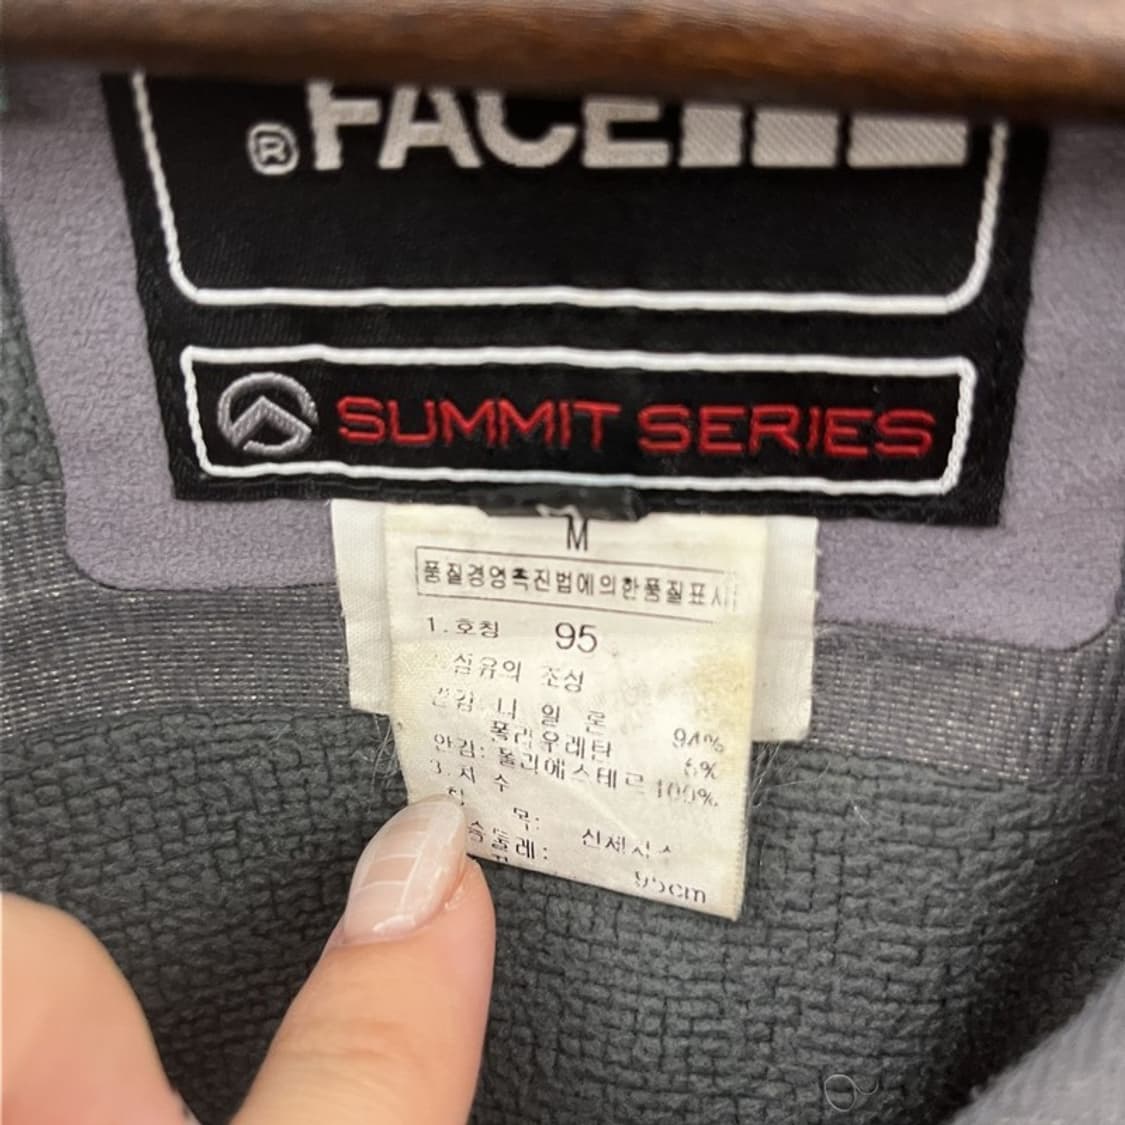 ® FACE
SUMMIT SERIES
M
품질경영촉진법에의한품질표시
1. 호칭 95
섬유의 조성
겉감: 나 일 론 94%
폴리우레탄 6%
안감: 폴리에스테르 100%
3. 치 수
신체치수
95cm